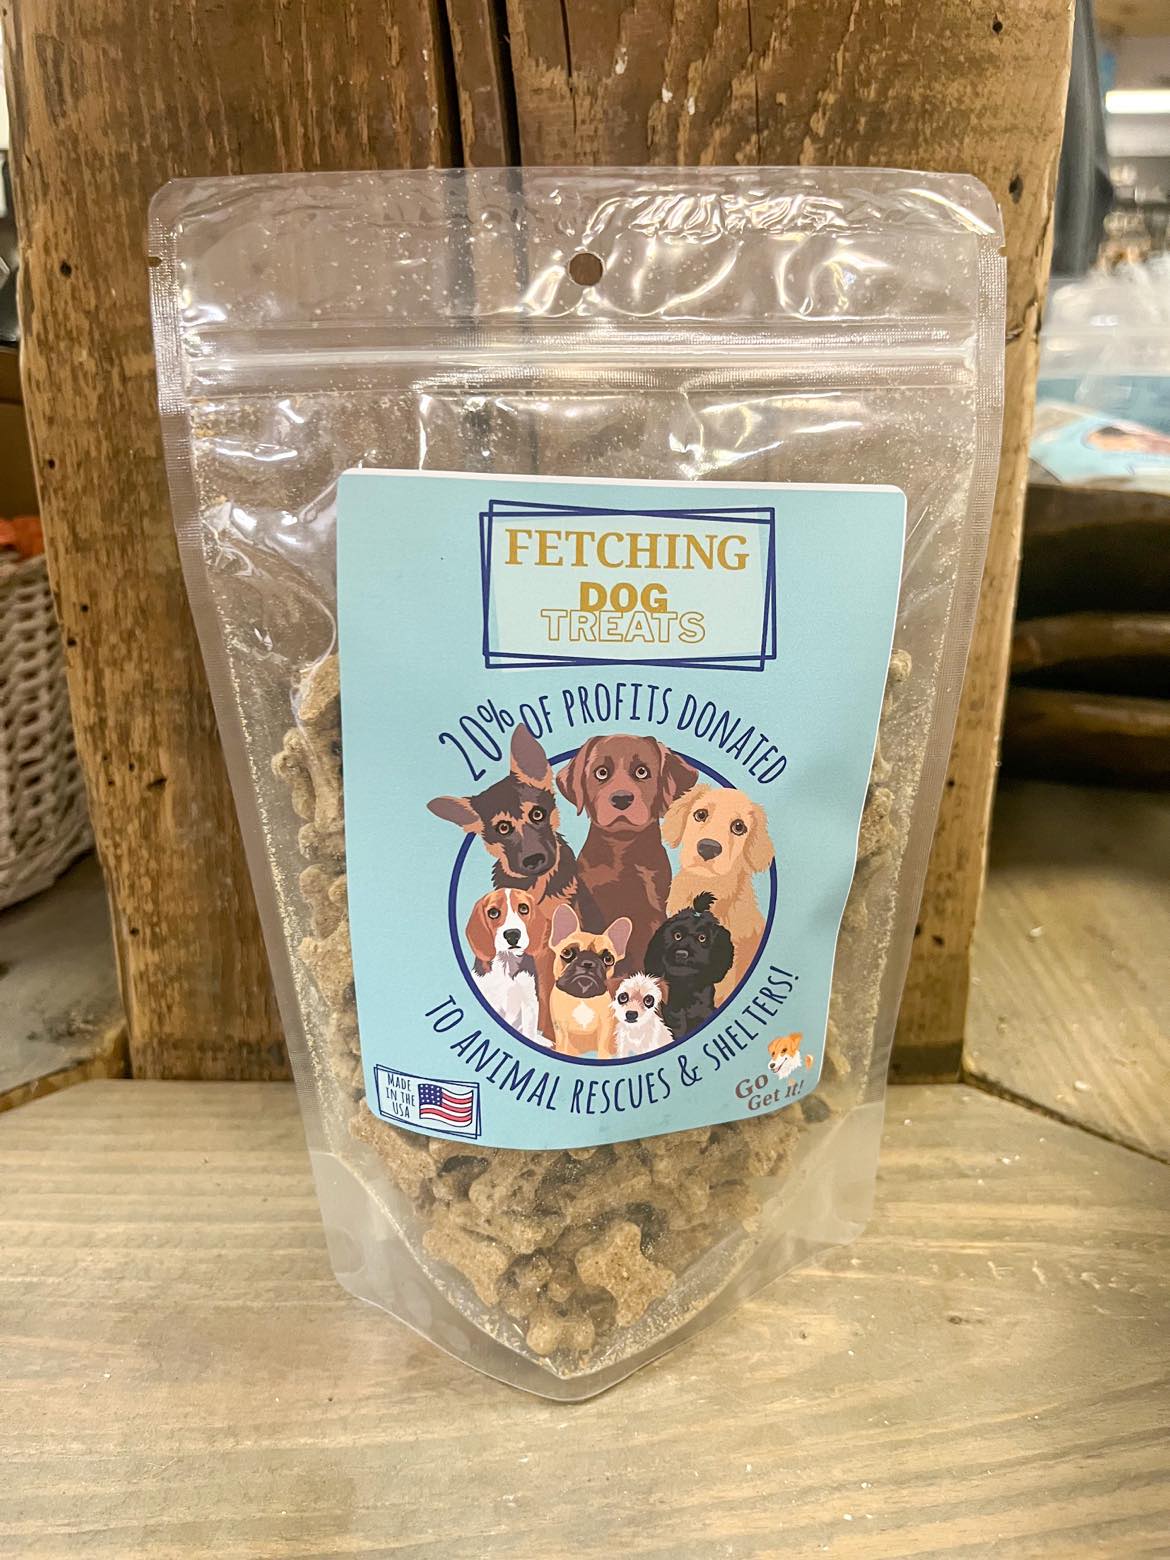 FETCHING
DOG
TREATS
20% OF PROFITS DONATED
TO ANIMAL RESCUES & SHELTERS!
MADE
IN THE
USA
Go
Get It!